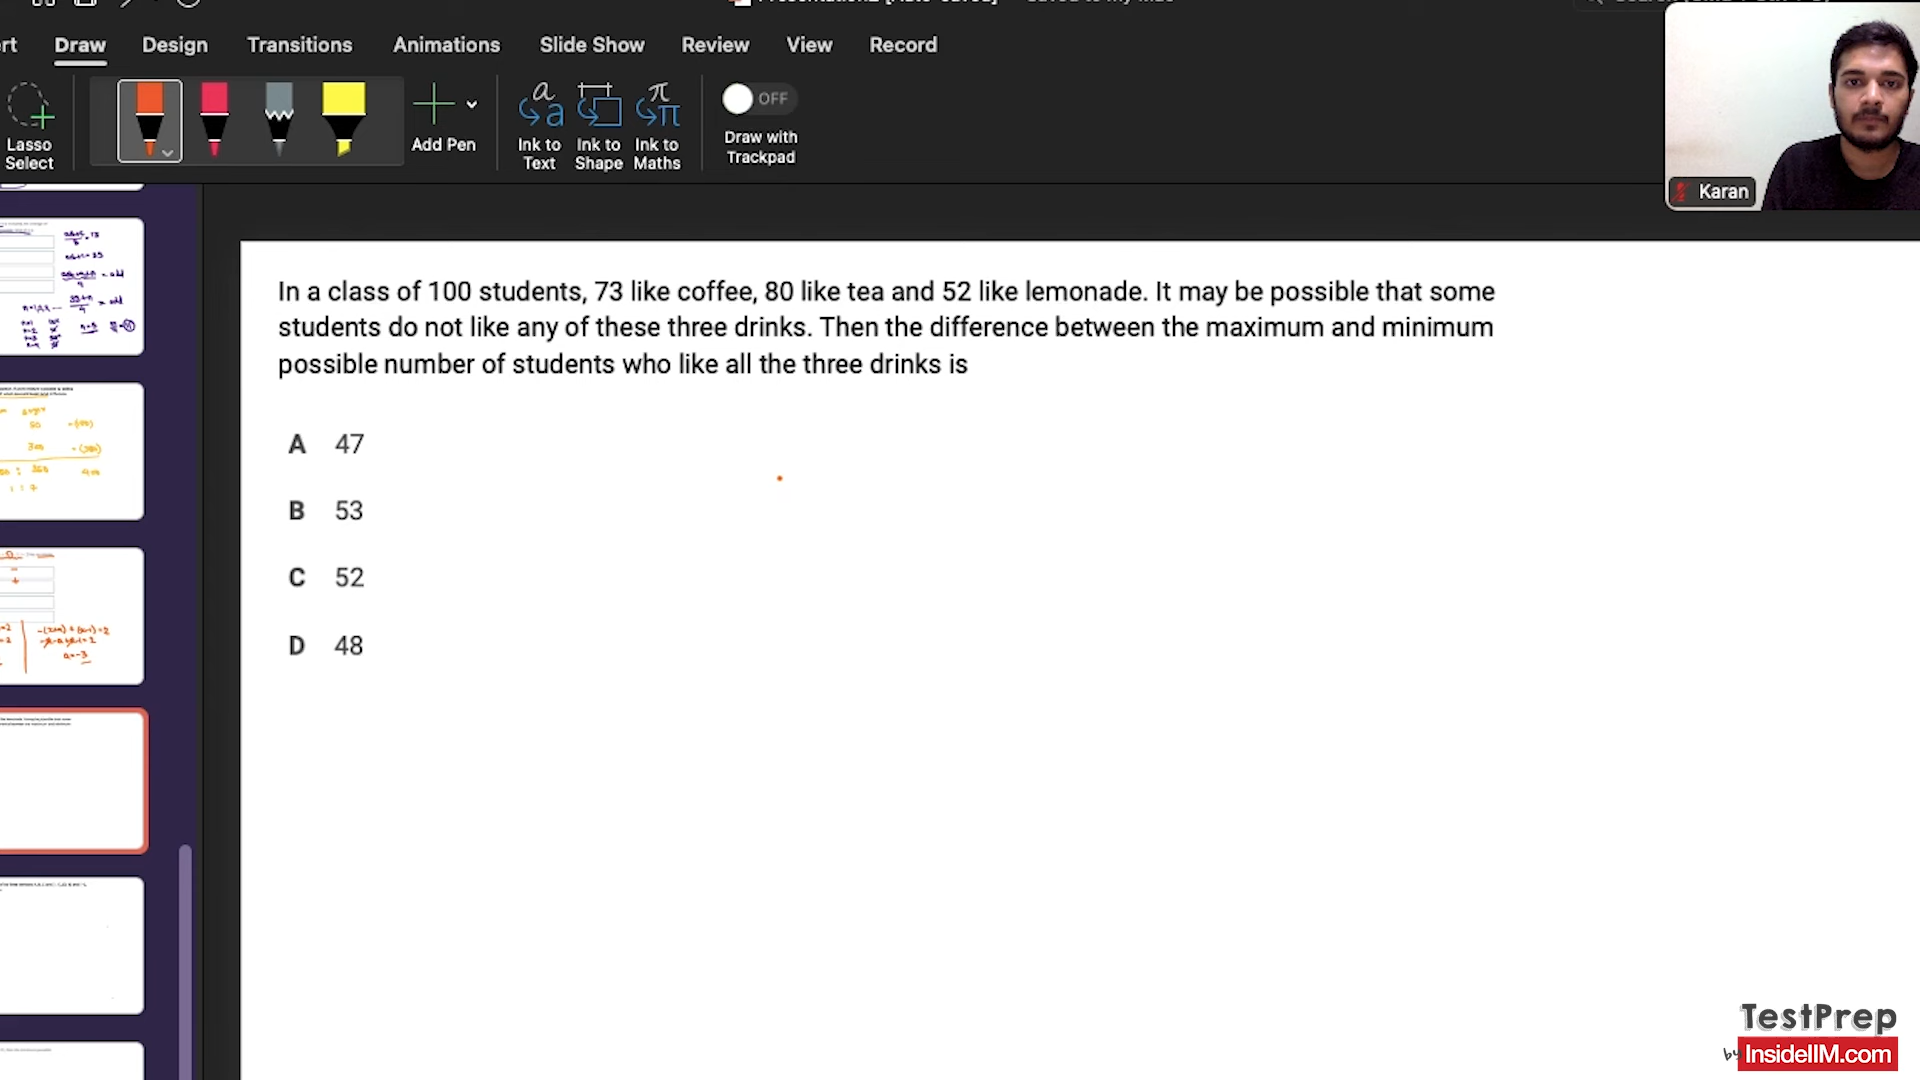 Draw Design Transitions Animations Slide Show Review View Record
Lasso Select
Add Pen
Ink to Text
Ink to Shape
Ink to Maths
OFF
Draw with Trackpad
Karan
In a class of 100 students, 73 like coffee, 80 like tea and 52 like lemonade. It may be possible that some
students do not like any of these three drinks. Then the difference between the maximum and minimum
possible number of students who like all the three drinks is
A 47
B 53
C 52
D 48
TestPrep
by InsideIIM.com